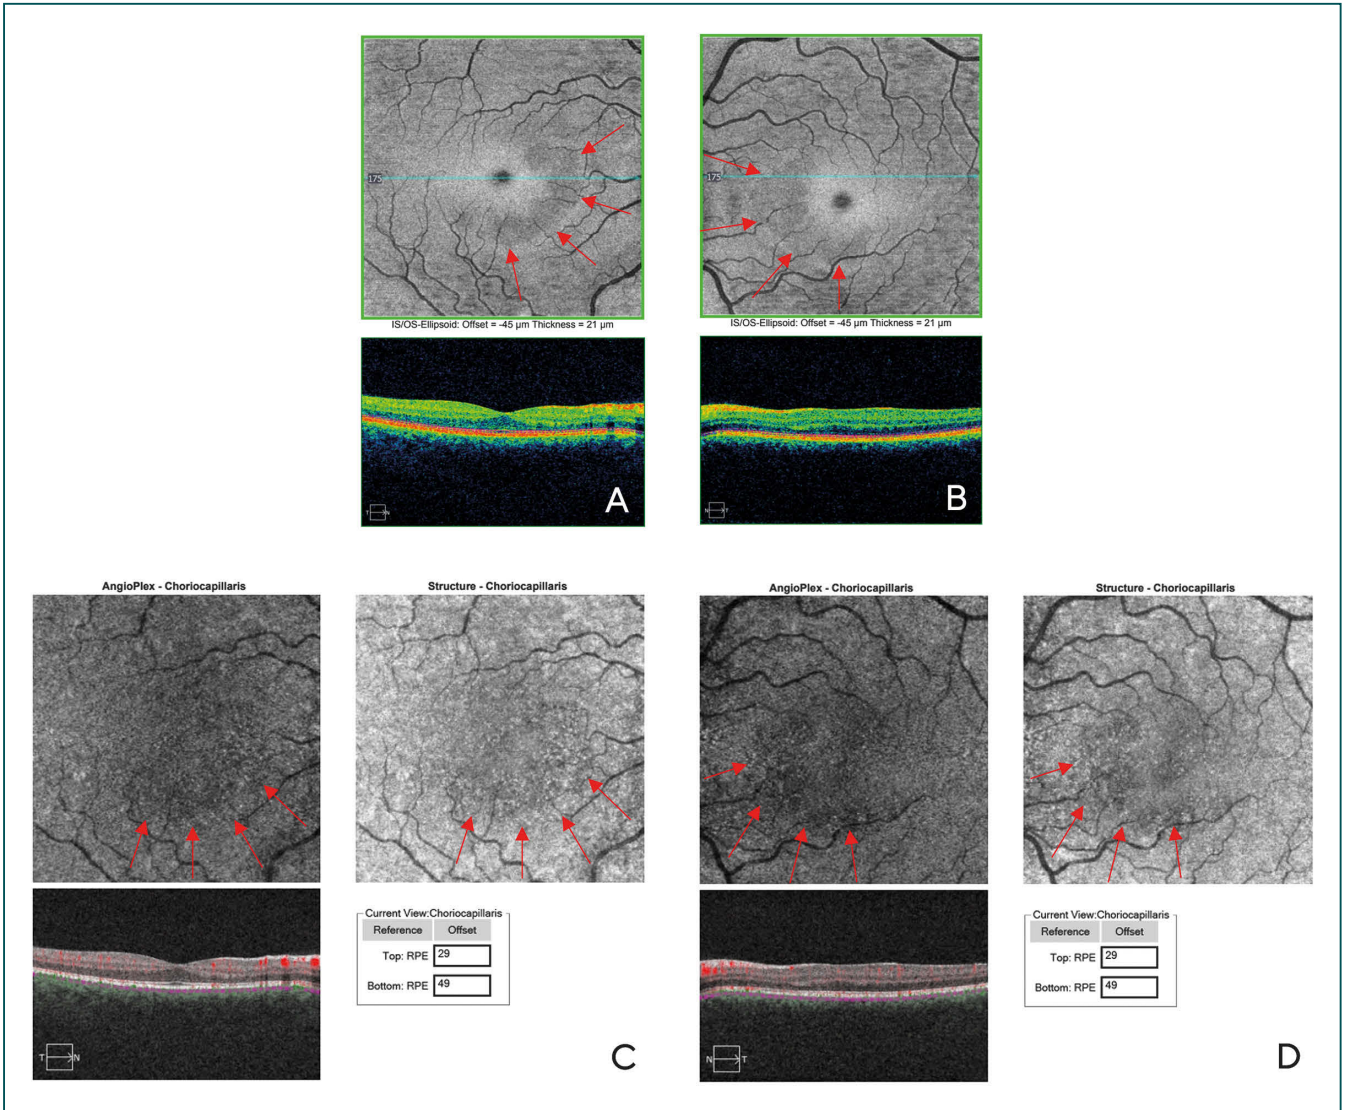 175
175
IS/OS-Ellipsoid: Offset = -45 µm Thickness = 21 µm
IS/OS-Ellipsoid: Offset = -45 µm Thickness = 21 µm
T N
A
N T
B
AngioPlex - Choriocapillaris
Structure - Choriocapillaris
AngioPlex - Choriocapillaris
Structure - Choriocapillaris
Current View:Choriocapillaris
Reference Offset
Top: RPE 29
Bottom: RPE 49
T N
C
Current View:Choriocapillaris
Reference Offset
Top: RPE 29
Bottom: RPE 49
N T
D